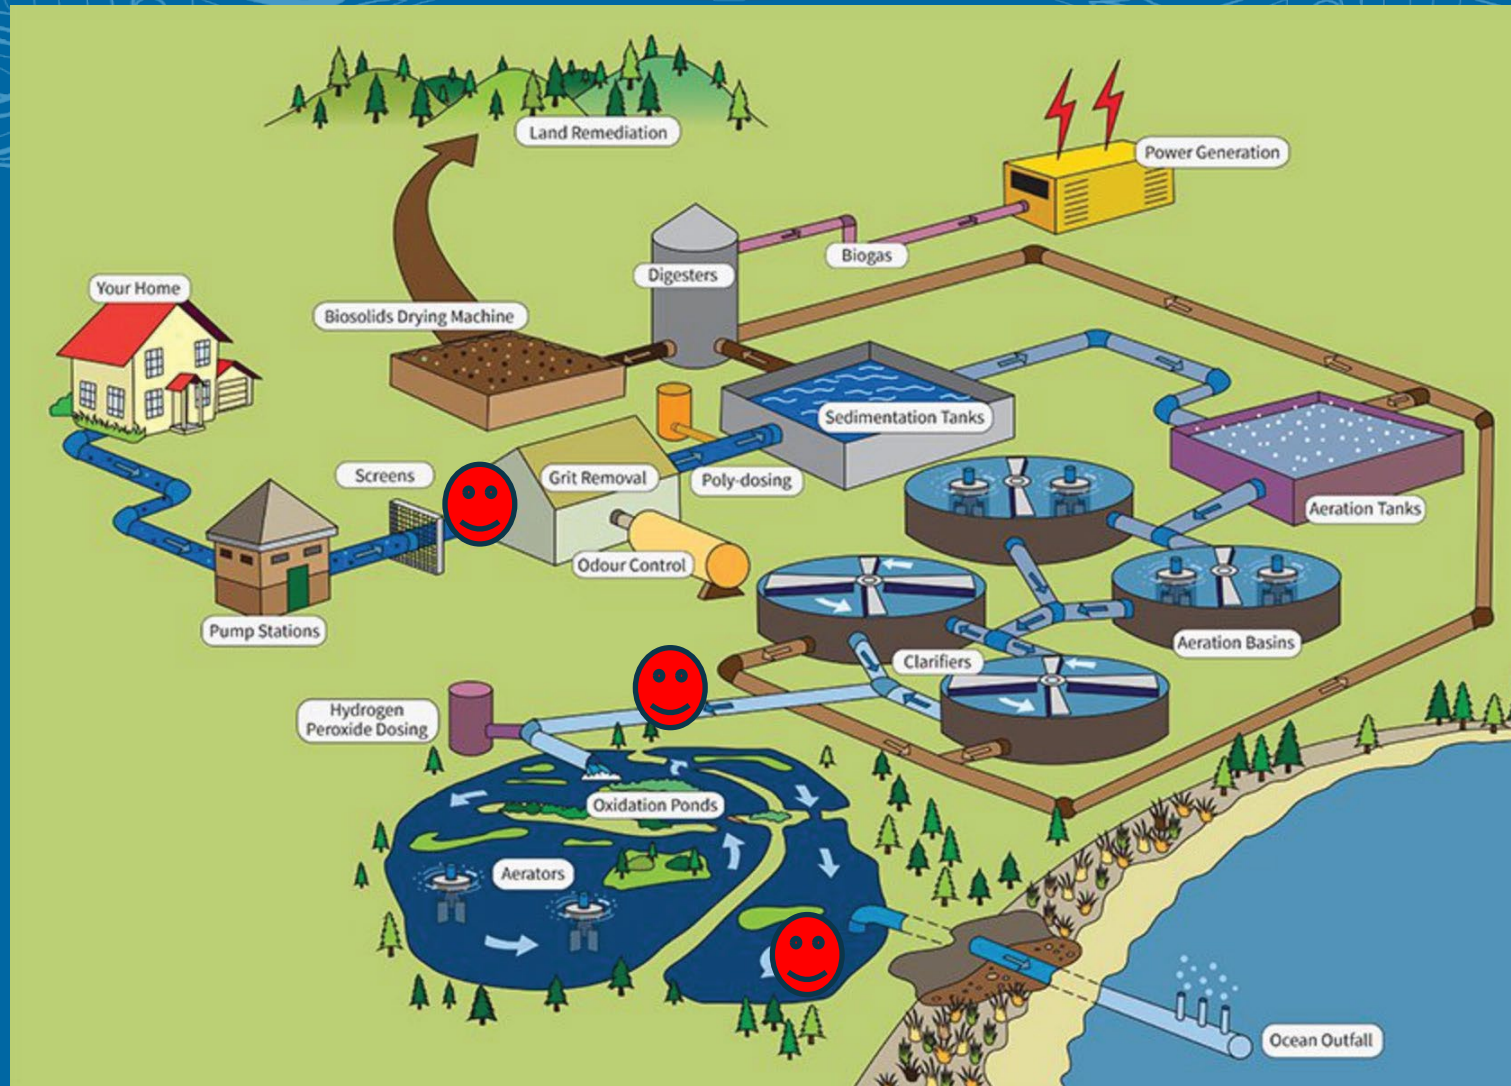 Land Remediation
Power Generation
Biogas
Digesters
Your Home
Biosolids Drying Machine
Sedimentation Tanks
Screens
Grit Removal
Poly-dosing
Aeration Tanks
Odour Control
Pump Stations
Aeration Basins
Clarifiers
Hydrogen
Peroxide Dosing
Oxidation Ponds
Aerators
Ocean Outfall